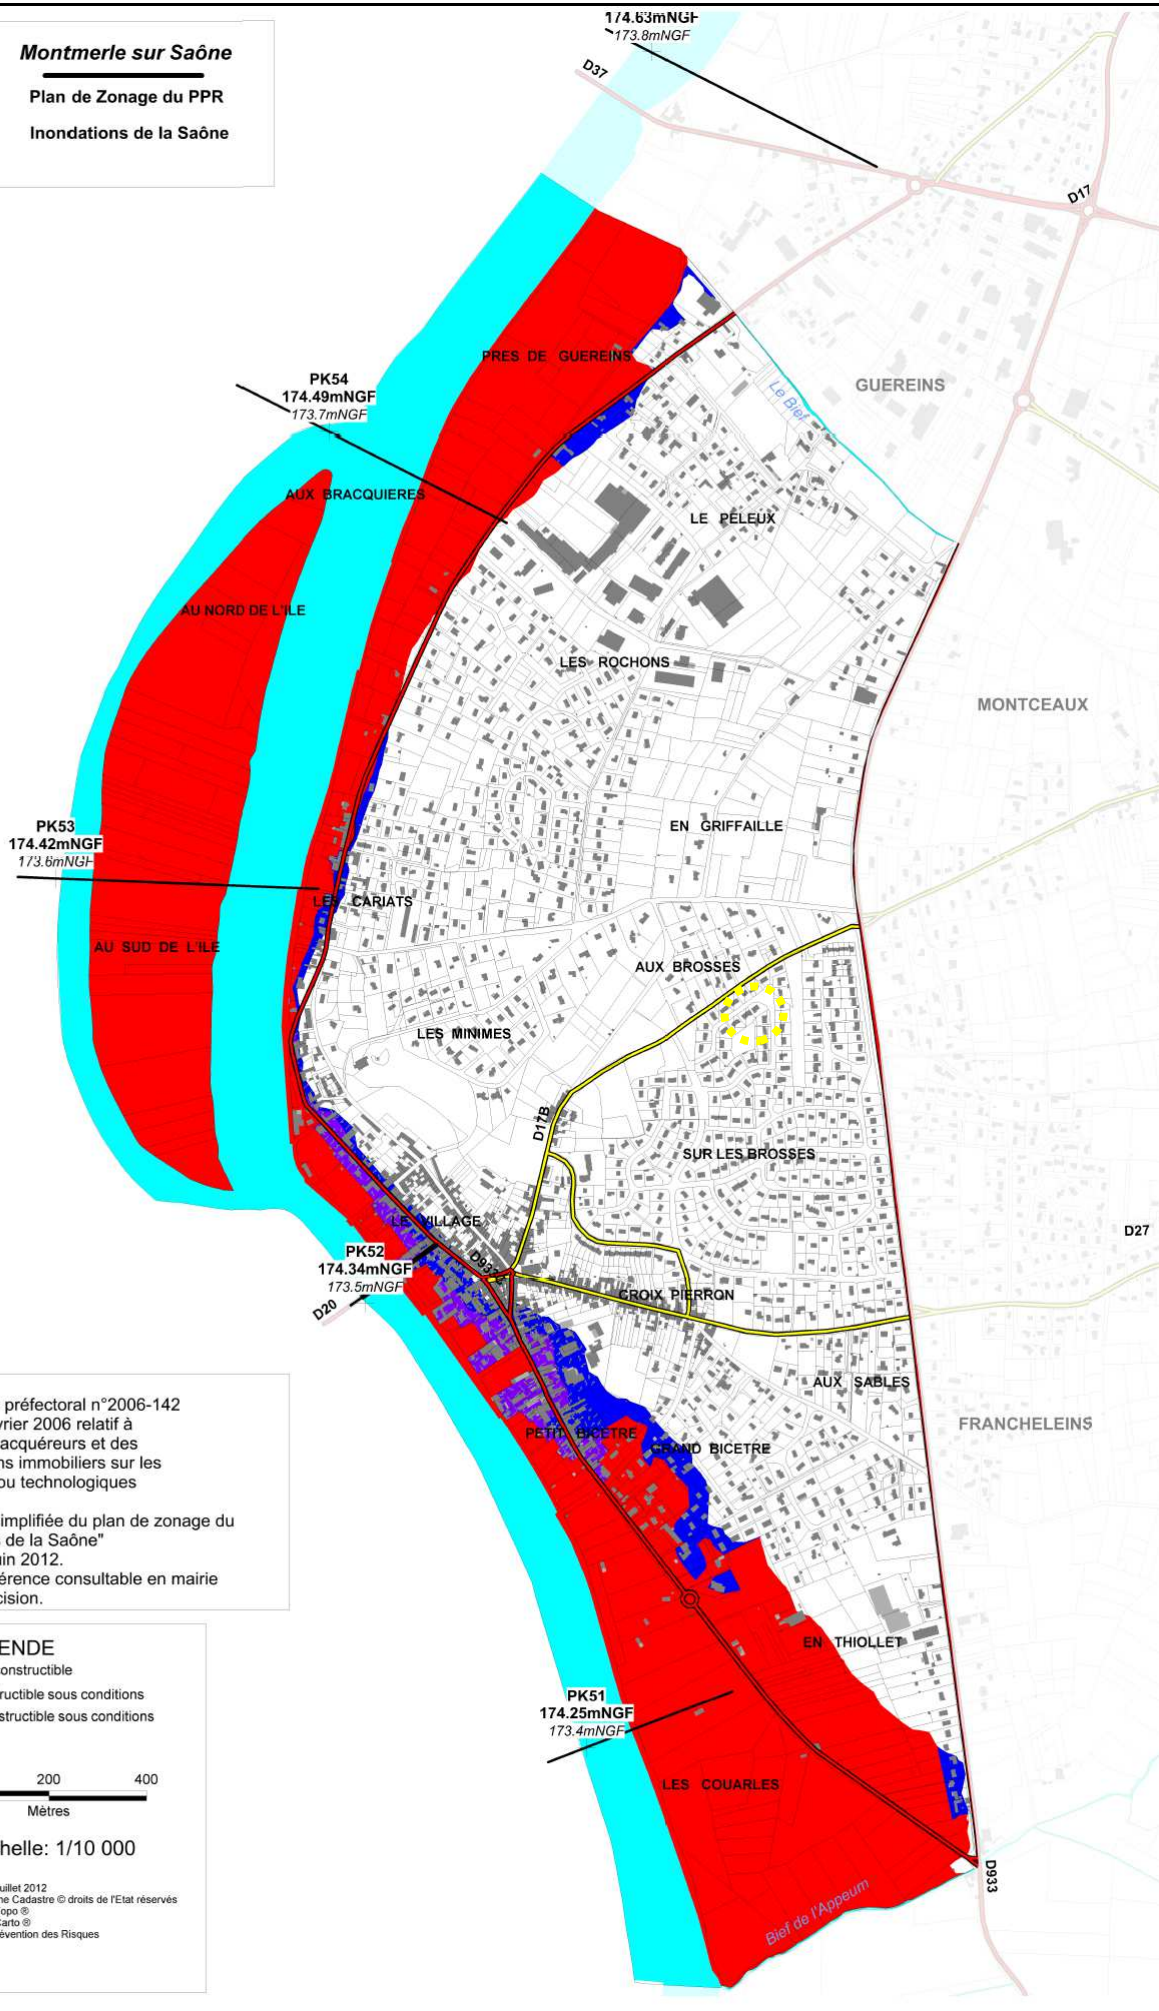 Montmerle sur Saône
Plan de Zonage du PPR
Inondations de la Saône
174.63mNGF
173.8mNGF
D37
D17
PRES DE GUEREINS
PK54
174.49mNGF
173.7mNGF
Le Bief
GUEREINS
AUX BRACQUIERES
LE PELEUX
AU NORD DE L'ILE
LES ROCHONS
MONTCEAUX
PK53
174.42mNGF
173.6mNGF
EN GRIFFAILLE
LES CARIATS
AU SUD DE L'ILE
AUX BROSSES
LES MINIMES
D17B
SUR LES BROSSES
LE VILLAGE
D27
PK52
174.34mNGF
173.5mNGF
D20
CROIX PIERRON
AUX SABLES
préfectoral n°2006-142
vrier 2006 relatif à
acquéreurs et des
ns immobiliers sur les
ou technologiques
FRANCHELEINS
PETIT BICETRE
GRAND BICETRE
implifiée du plan de zonage du
de la Saône"
uin 2012.
érence consultable en mairie
cision.
ENDE
onstructible
ructible sous conditions
structible sous conditions
EN THIOLLET
PK51
174.25mNGF
173.4mNGF
200 400
Mètres
LES COUARLES
helle: 1/10 000
D933
uillet 2012
ne Cadastre © droits de l'Etat réservés
opo ®
Carto ®
évention des Risques
Bief de l'Appeum